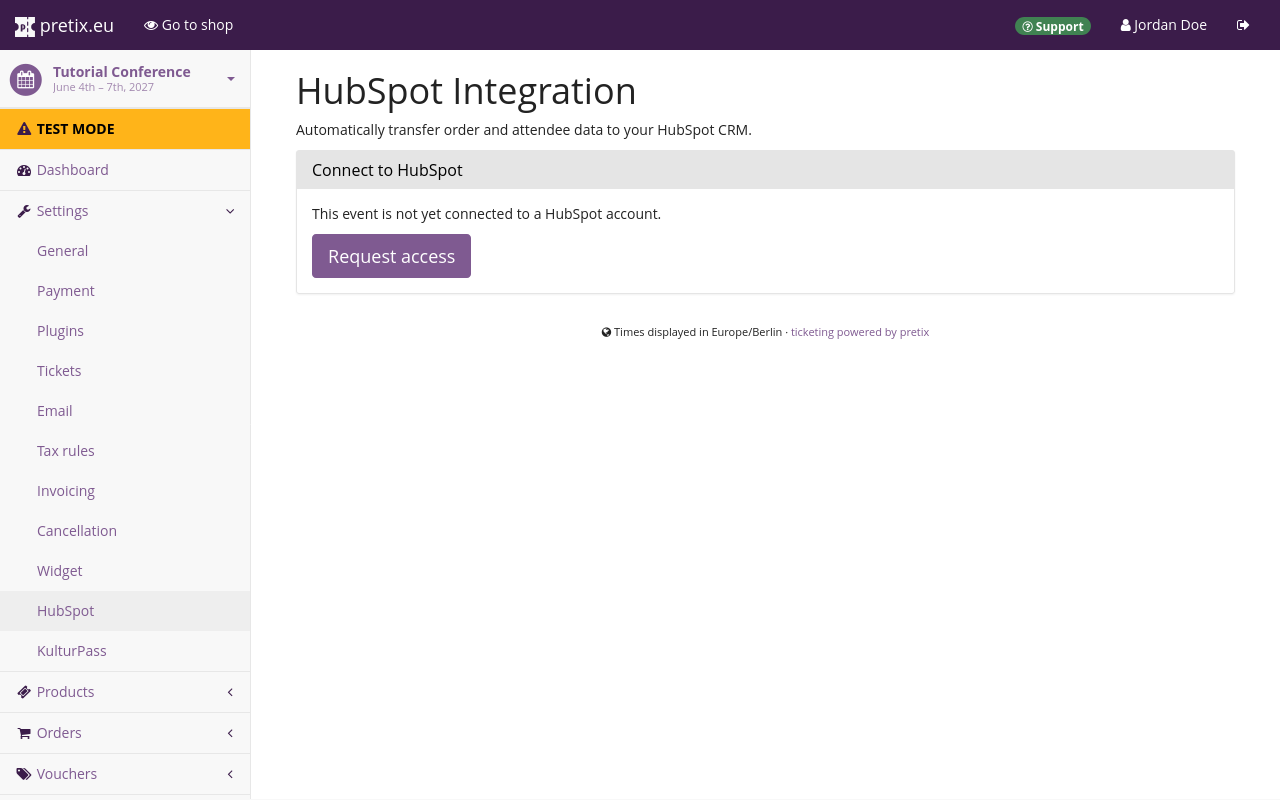 pretix.eu
Go to shop
Support
Jordan Doe
Tutorial Conference
June 4th – 7th, 2027
TEST MODE
Dashboard
Settings
General
Payment
Plugins
Tickets
Email
Tax rules
Invoicing
Cancellation
Widget
HubSpot
KulturPass
Products
Orders
Vouchers
HubSpot Integration
Automatically transfer order and attendee data to your HubSpot CRM.
Connect to HubSpot
This event is not yet connected to a HubSpot account.
Request access
Times displayed in Europe/Berlin · ticketing powered by pretix